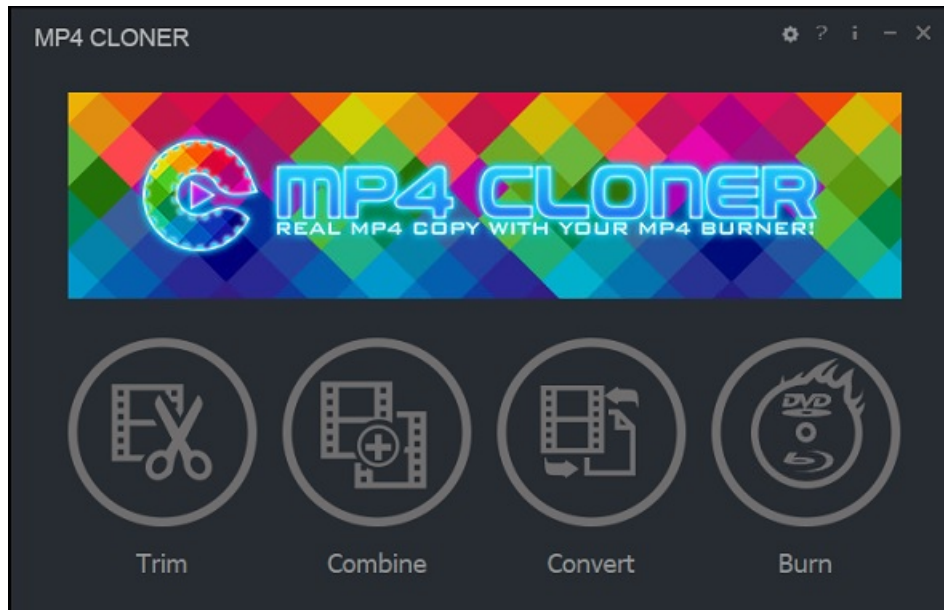 MP4 CLONER
? i
MP4 CLONER
REAL MP4 COPY WITH YOUR MP4 BURNER!
DVD
Trim Combine Convert Burn